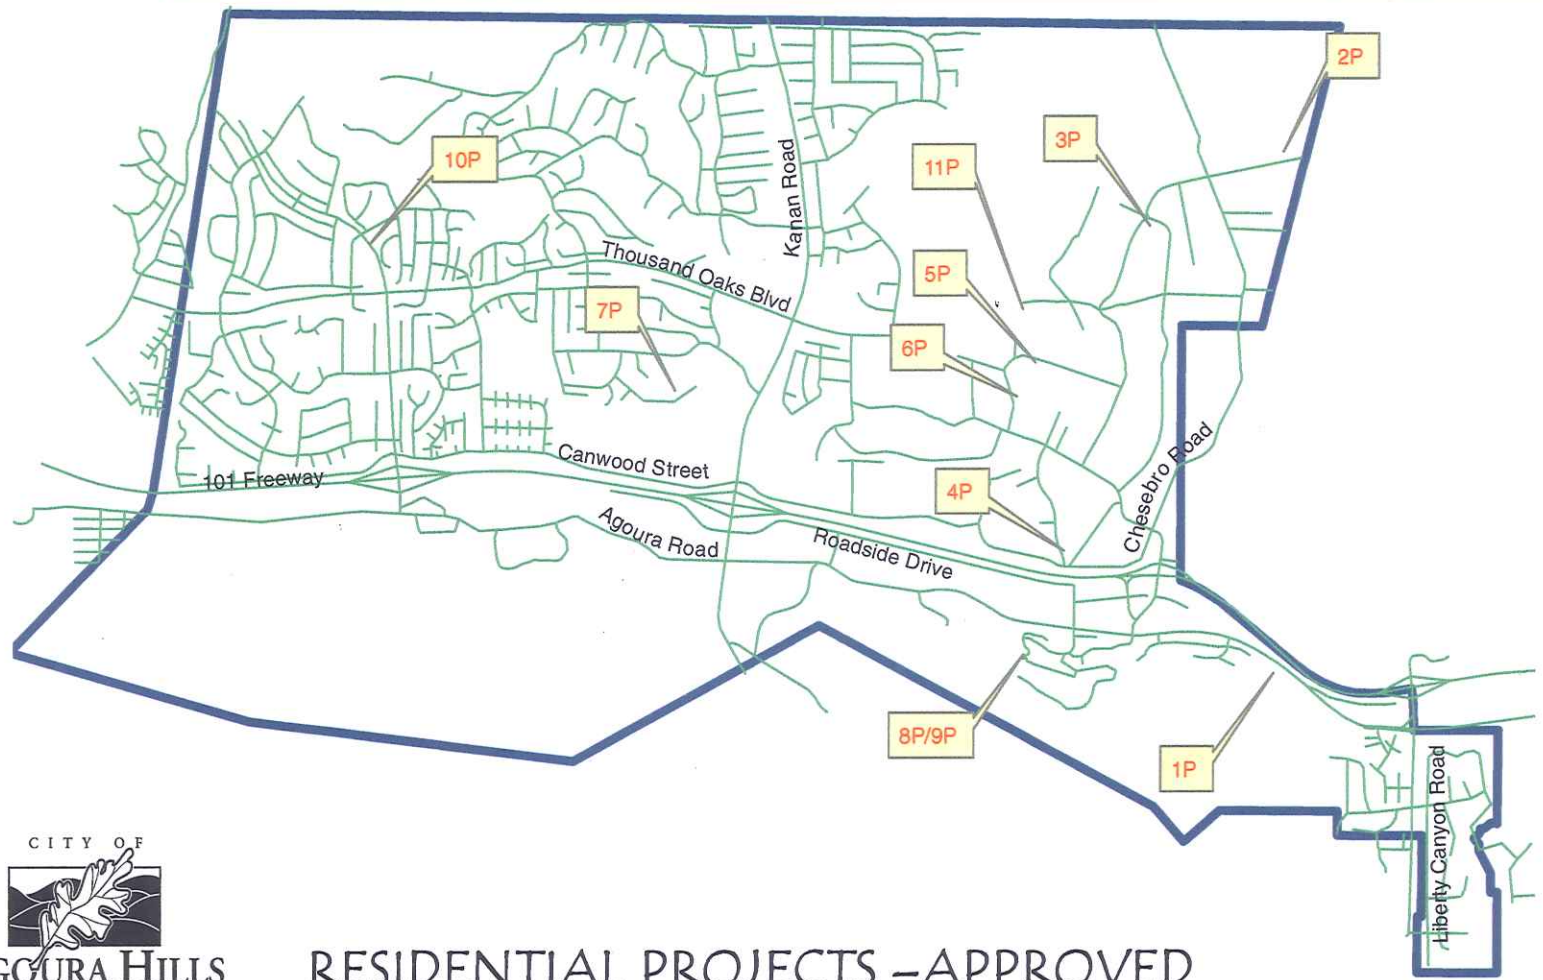 2P
3P
10P
11P
Kanan Road
Thousand Oaks Blvd
5P
7P
6P
Canwood Street
101 Freeway
Chesebro Road
4P
Agoura Road
Roadside Drive
8P/9P
1P
Liberty Canyon Road
CITY OF
GOURA HILLS
RESIDENTIAL PROJECTS –APPROVED